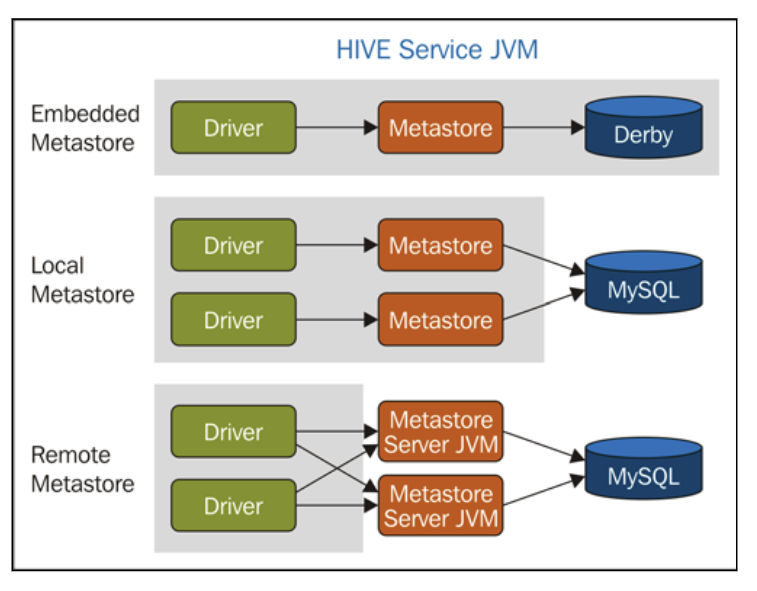 HIVE Service JVM
Embedded
Metastore
Driver
Metastore
Derby
Local
Metastore
Driver
Metastore
Driver
Metastore
MySQL
Remote
Metastore
Driver
Metastore
Server JVM
Driver
Metastore
Server JVM
MySQL